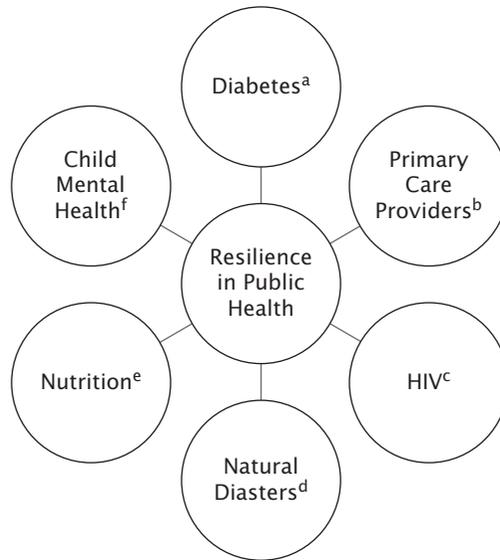 Diabetesᵃ
Child
Mental
Healthᶠ
Primary
Care
Providersᵇ
Resilience
in Public
Health
Nutritionᵉ
HIVᶜ
Natural
Diastersᵈ